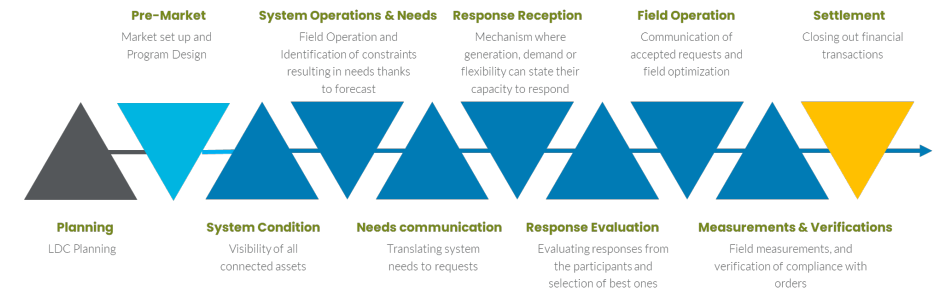 Pre-Market
Market set up and
Program Design
System Operations & Needs
Field Operation and
Identification of constraints
resulting in needs thanks
to forecast
Response Reception
Mechanism where
generation, demand or
flexibility can state their
capacity to respond
Field Operation
Communication of
accepted requests and
field optimization
Settlement
Closing out financial
transactions
Planning
LDC Planning
System Condition
Visibility of all
connected assets
Needs communication
Translating system
needs to requests
Response Evaluation
Evaluating responses from
the participants and
selection of best ones
Measurements & Verifications
Field measurements, and
verification of compliance with
orders